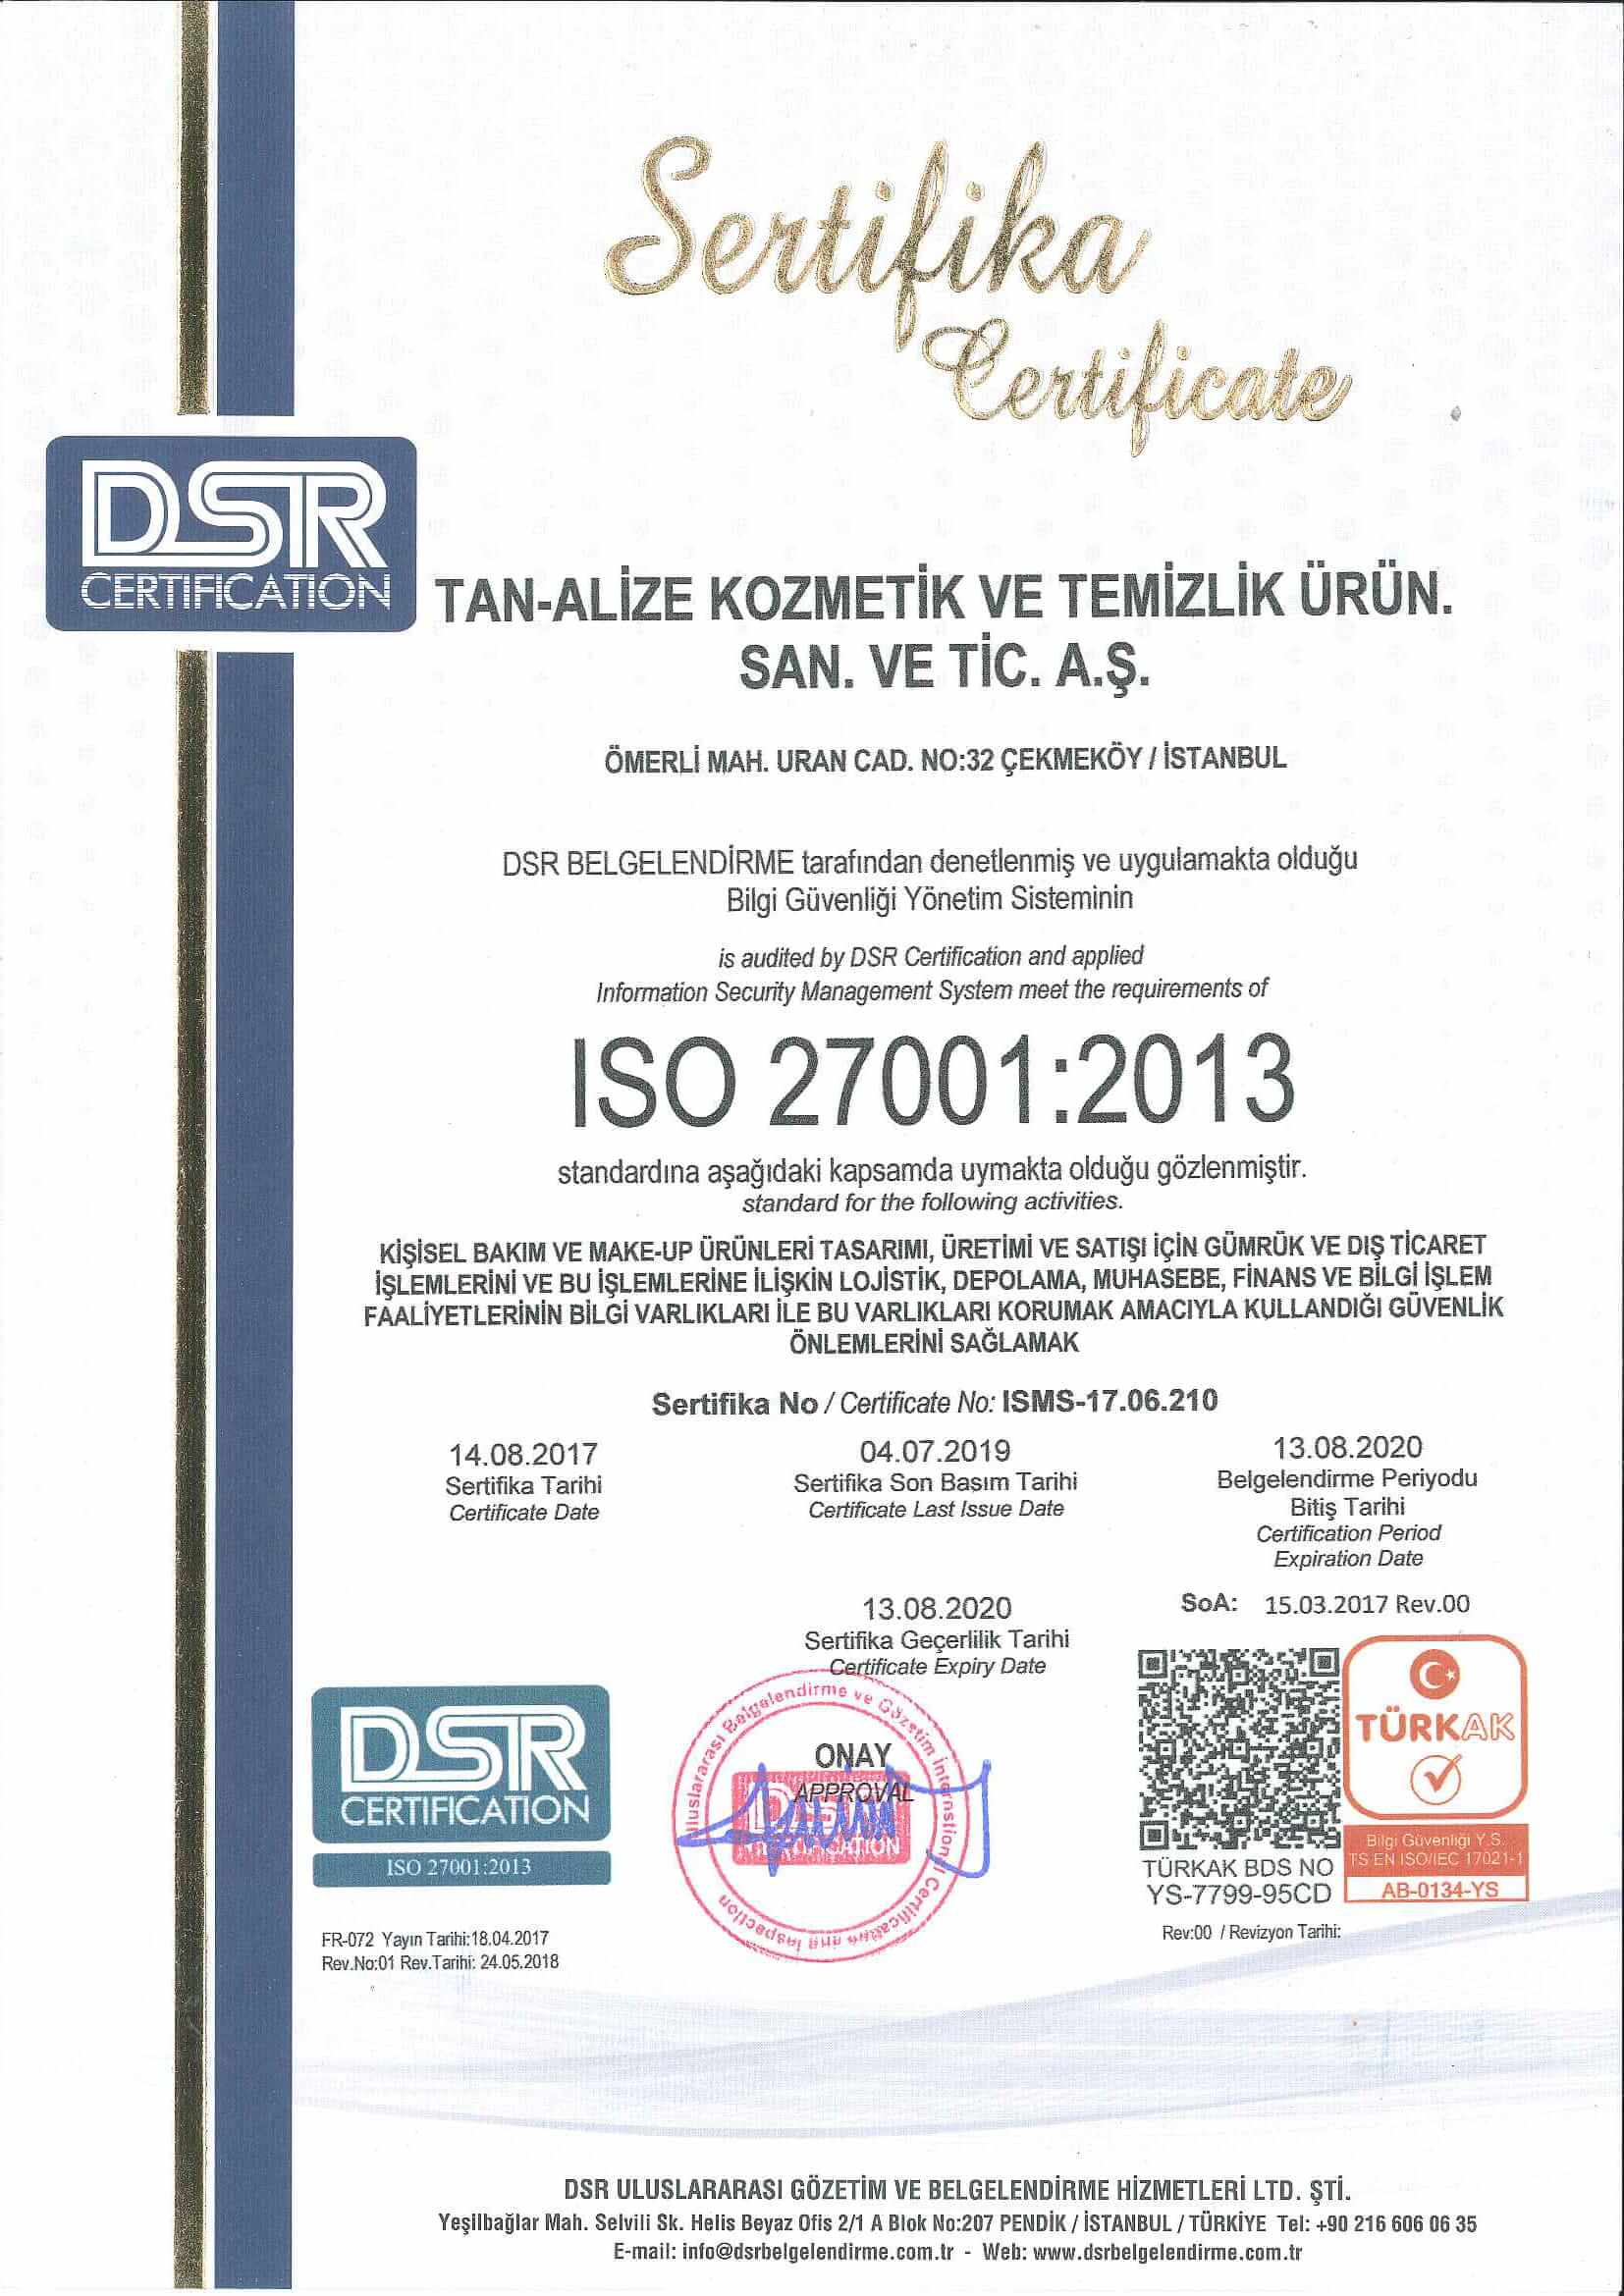 Sertifika
Certificate
DSR
CERTIFICATION
TAN-ALİZE KOZMETİK VE TEMİZLİK ÜRÜN.
SAN. VE TİC. A.Ş.
ÖMERLİ MAH. URAN CAD. NO:32 ÇEKMEKÖY / İSTANBUL
DSR BELGELENDİRME tarafından denetlenmiş ve uygulamakta olduğu
Bilgi Güvenliği Yönetim Sisteminin
is audited by DSR Certification and applied
Information Security Management System meet the requirements of
ISO 27001:2013
standardına aşağıdaki kapsamda uymakta olduğu gözlenmiştir.
standard for the following activities.
KİŞİSEL BAKIM VE MAKE-UP ÜRÜNLERİ TASARIMI, ÜRETİMİ VE SATIŞI İÇİN GÜMRÜK VE DIŞ TİCARET
İŞLEMLERİNİ VE BU İŞLEMLERİNE İLİŞKİN LOJİSTİK, DEPOLAMA, MUHASEBE, FİNANS VE BİLGİ İŞLEM
FAALİYETLERİNİN BİLGİ VARLIKLARI İLE BU VARLIKLARI KORUMAK AMACIYLA KULLANDIĞI GÜVENLİK
ÖNLEMLERİNİ SAĞLAMAK
Sertifika No / Certificate No: ISMS-17.06.210
14.08.2017
Sertifika Tarihi
Certificate Date
04.07.2019
Sertifika Son Basım Tarihi
Certificate Last Issue Date
13.08.2020
Belgelendirme Periyodu
Bitiş Tarihi
Certification Period
Expiration Date
13.08.2020
Sertifika Geçerlilik Tarihi
Certificate Expiry Date
SoA: 15.03.2017 Rev.00
DSR
CERTIFICATION
ISO 27001:2013
Uluslararası Belgelendirme ve Gözetim
Certification and Inspection
ONAY
APPROVAL
DSR
TÜRKAK
Bilgi Güvenliği Y.S.
TS EN ISO/IEC 17021-1
AB-0134-YS
TÜRKAK BDS NO
YS-7799-95CD
Rev:00 / Revizyon Tarihi:
FR-072 Yayın Tarihi:18.04.2017
Rev.No:01 Rev.Tarihi: 24.05.2018
DSR ULUSLARARASI GÖZETİM VE BELGELENDİRME HİZMETLERİ LTD. ŞTİ.
Yeşilbağlar Mah. Selvili Sk. Helis Beyaz Ofis 2/1 A Blok No:207 PENDİK / İSTANBUL / TÜRKİYE Tel: +90 216 606 06 35
E-mail: info@dsrbelgelendirme.com.tr - Web: www.dsrbelgelendirme.com.tr